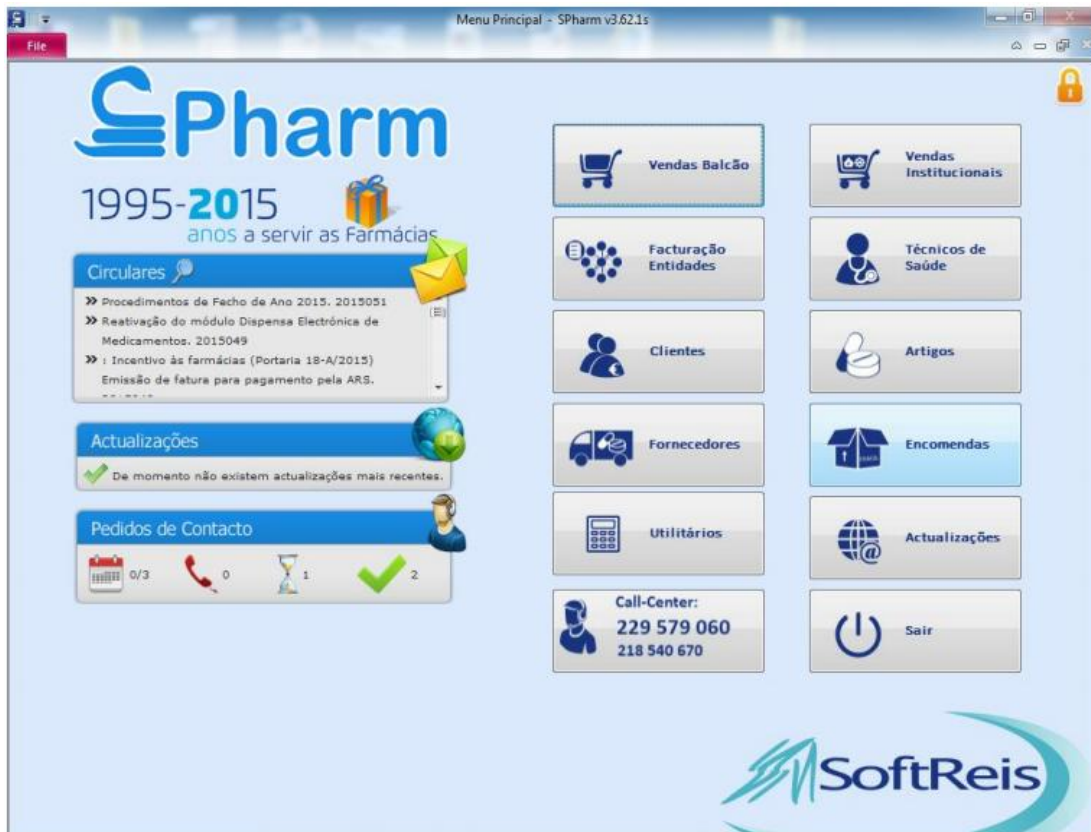 Menu Principal - SPharm v3.62.1s
File
SPharm
1995-2015
anos a servir as Farmácias
Circulares
Procedimentos de Fecho de Ano 2015. 2015051
Reativação do módulo Dispensa Electrónica de
Medicamentos. 2015049
: Incentivo às farmácias (Portaria 18-A/2015)
Emissão de fatura para pagamento pela ARS.
Actualizações
De momento não existem actualizações mais recentes.
Pedidos de Contacto
0/3 0 1 2
Vendas Balcão
Vendas
Institucionais
Facturação
Entidades
Técnicos de
Saúde
Clientes
Artigos
Fornecedores
Encomendas
Utilitários
Actualizações
Call-Center:
229 579 060
218 540 670
Sair
SoftReis